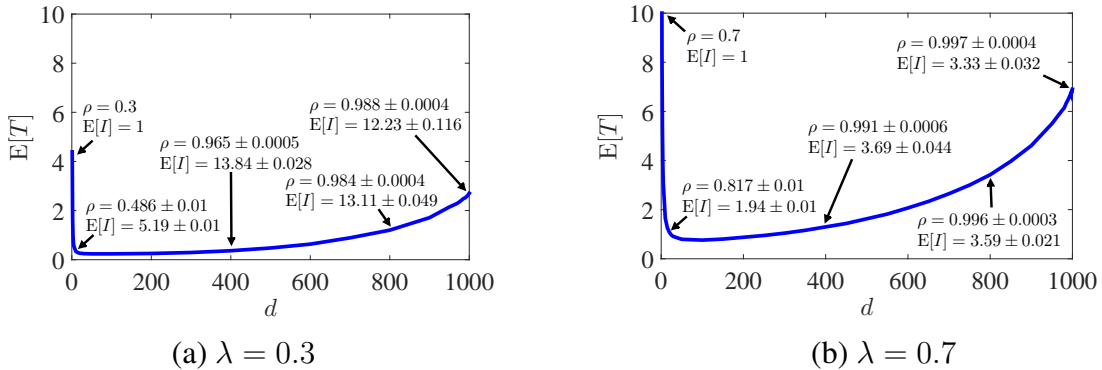 10
8
6
4
2
0
E[T]
ρ = 0.3
E[I] = 1
ρ = 0.486 ± 0.01
E[I] = 5.19 ± 0.01
ρ = 0.965 ± 0.0005
E[I] = 13.84 ± 0.028
ρ = 0.988 ± 0.0004
E[I] = 12.23 ± 0.116
ρ = 0.984 ± 0.0004
E[I] = 13.11 ± 0.049
0 200 400 600 800 1000
d
(a) λ = 0.3
10
8
6
4
2
0
E[T]
ρ = 0.7
E[I] = 1
ρ = 0.997 ± 0.0004
E[I] = 3.33 ± 0.032
ρ = 0.991 ± 0.0006
E[I] = 3.69 ± 0.044
ρ = 0.817 ± 0.01
E[I] = 1.94 ± 0.01
ρ = 0.996 ± 0.0003
E[I] = 3.59 ± 0.021
0 200 400 600 800 1000
d
(b) λ = 0.7